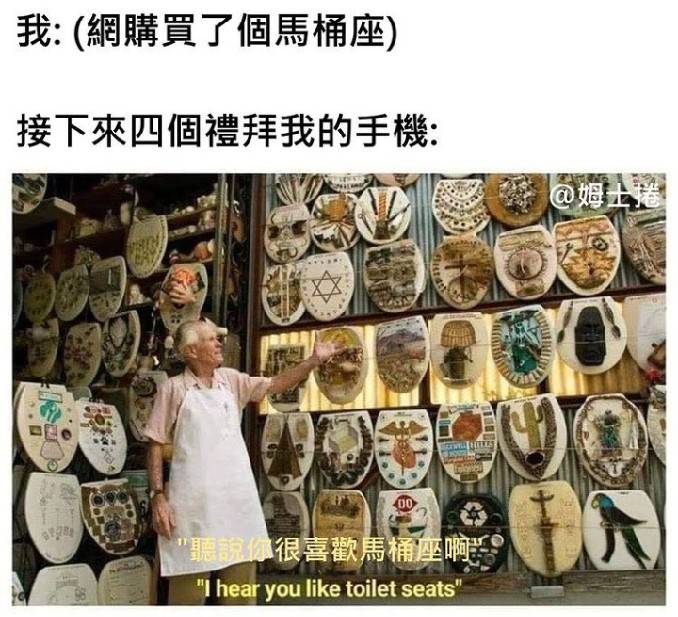 我: (網購買了個馬桶座)
接下來四個禮拜我的手機:
@姆士捲
DO
"聽說你很喜歡馬桶座啊"
"I hear you like toilet seats"